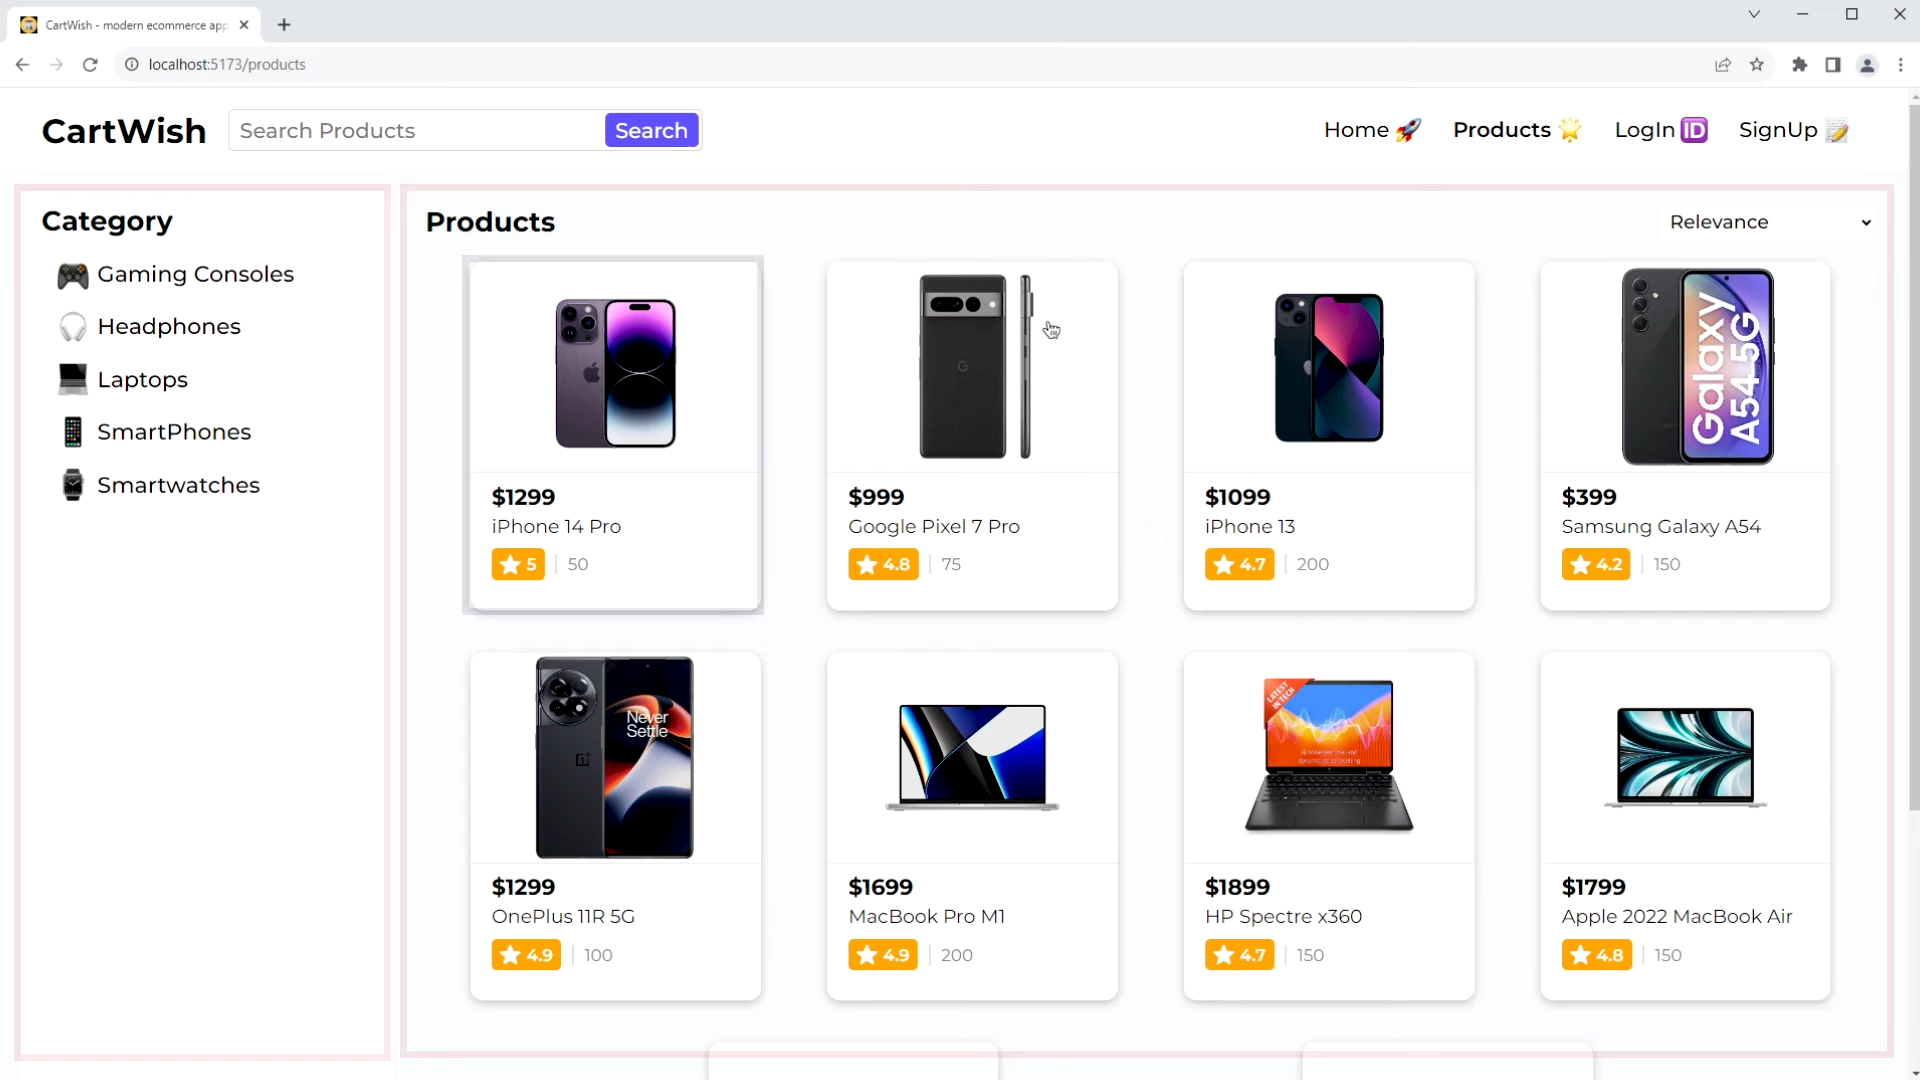 CartWish - modern ecommerce app
localhost:5173/products
CartWish
Search Products
Search
Home 🚀
Products 🌟
LogIn 🆔
SignUp 📝
Category
Gaming Consoles
Headphones
Laptops
SmartPhones
Smartwatches
Products
Relevance
Galaxy
A54 5G
$1299
iPhone 14 Pro
5 | 50
$999
Google Pixel 7 Pro
4.8 | 75
$1099
iPhone 13
4.7 | 200
$399
Samsung Galaxy A54
4.2 | 150
Never
Settle
LATEST
IN TECH
$1299
OnePlus 11R 5G
4.9 | 100
$1699
MacBook Pro M1
4.9 | 200
$1899
HP Spectre x360
4.7 | 150
$1799
Apple 2022 MacBook Air
4.8 | 150